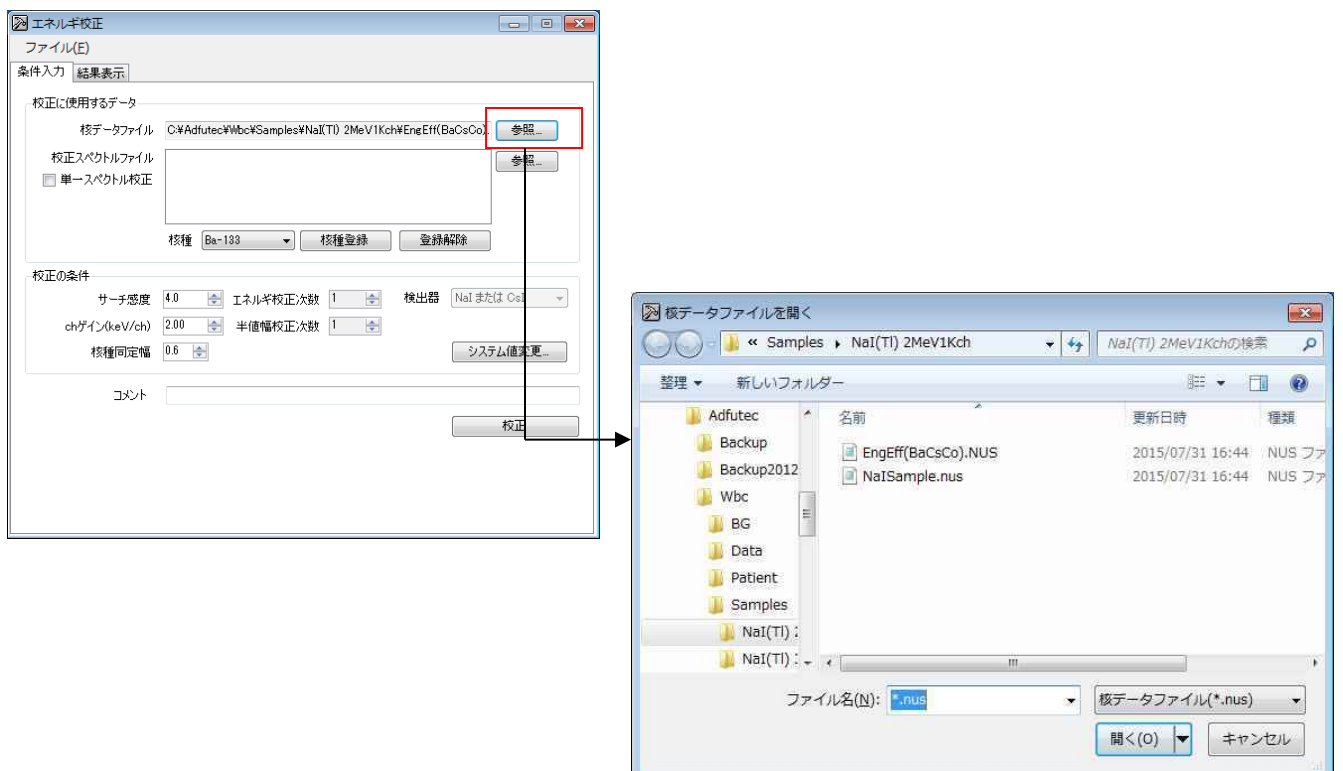 エネルギ校正
ファイル(F)
条件入力 結果表示
校正に使用するデータ
核データファイル C:¥Adfutec¥Wbc¥Samples¥NaI(Tl) 2MeV1Kch¥EngEff(BaCsCo). 参照...
校正スペクトルファイル 参照...
単一スペクトル校正
核種 Ba-133 核種登録 登録解除
校正の条件
サーチ感度 4.0 エネルギ校正次数 1 検出器 NaI または CsI
chゲイン(keV/ch) 2.00 半値幅校正次数 1
核種同定幅 0.6 システム値変更...
コメント
校正
核データファイルを開く
« Samples NaI(Tl) 2MeV1Kch NaI(Tl) 2MeV1Kchの検索
整理 新しいフォルダー
Adfutec
Backup
Backup2012
Wbc
BG
Data
Patient
Samples
NaI(Tl) 2
NaI(Tl)
名前 更新日時 種類
EngEff(BaCsCo).NUS 2015/07/31 16:44 NUS ファ
NaISample.nus 2015/07/31 16:44 NUS ファ
ファイル名(N): *.nus 核データファイル(*.nus)
開く(O) キャンセル